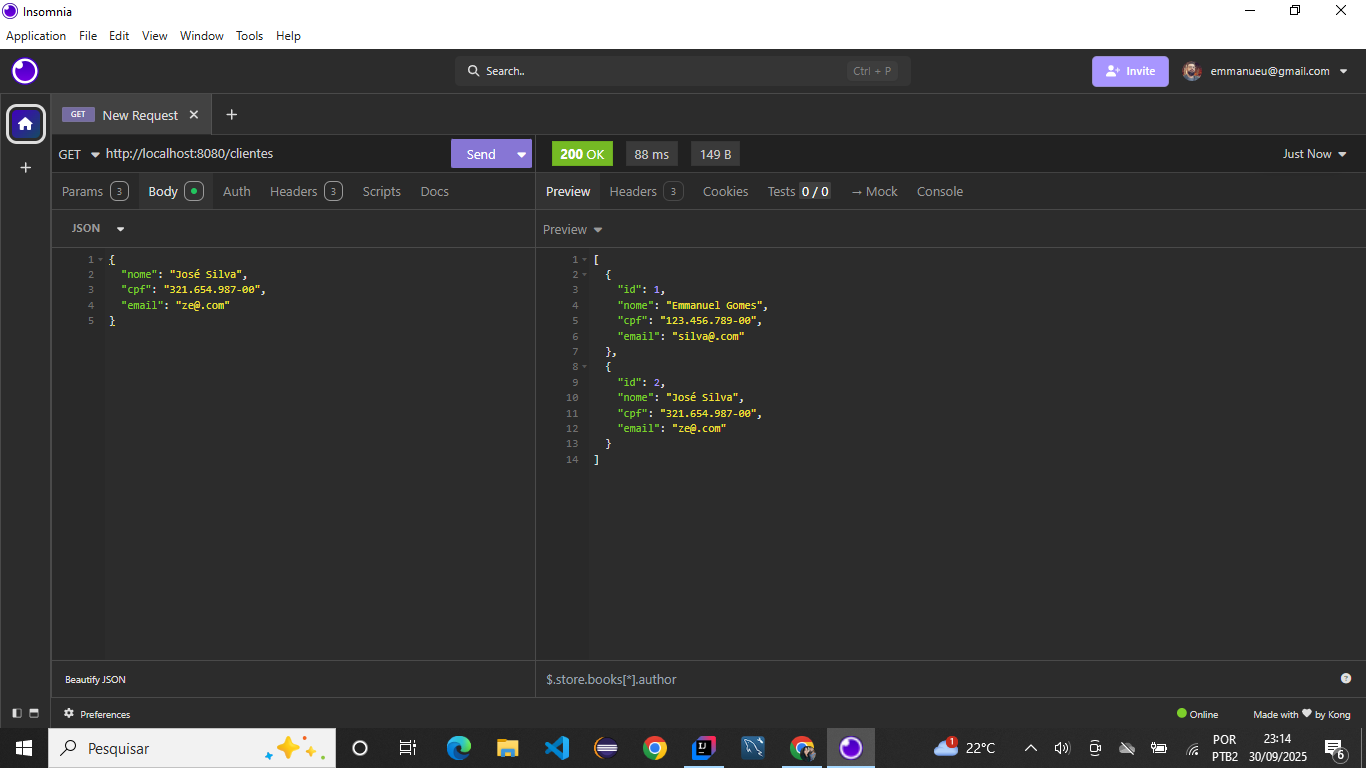 Insomnia
Application File Edit View Window Tools Help
Search.. Ctrl + P
Invite
emmanueu@gmail.com
GET New Request
GET http://localhost:8080/clientes Send
200 OK 88 ms 149 B Just Now
Params 3 Body Auth Headers 3 Scripts Docs
Preview Headers 3 Cookies Tests 0 / 0 → Mock Console
JSON
Preview
1 {
2 "nome": "José Silva",
3 "cpf": "321.654.987-00",
4 "email": "ze@.com"
5 }
1 [
2 {
3 "id": 1,
4 "nome": "Emmanuel Gomes",
5 "cpf": "123.456.789-00",
6 "email": "silva@.com"
7 },
8 {
9 "id": 2,
10 "nome": "José Silva",
11 "cpf": "321.654.987-00",
12 "email": "ze@.com"
13 }
14 ]
Beautify JSON
$.store.books[*].author
Preferences
Online
Made with ♥ by Kong
Pesquisar
IJ
1
22°C
POR
PTB2
23:14
30/09/2025
6